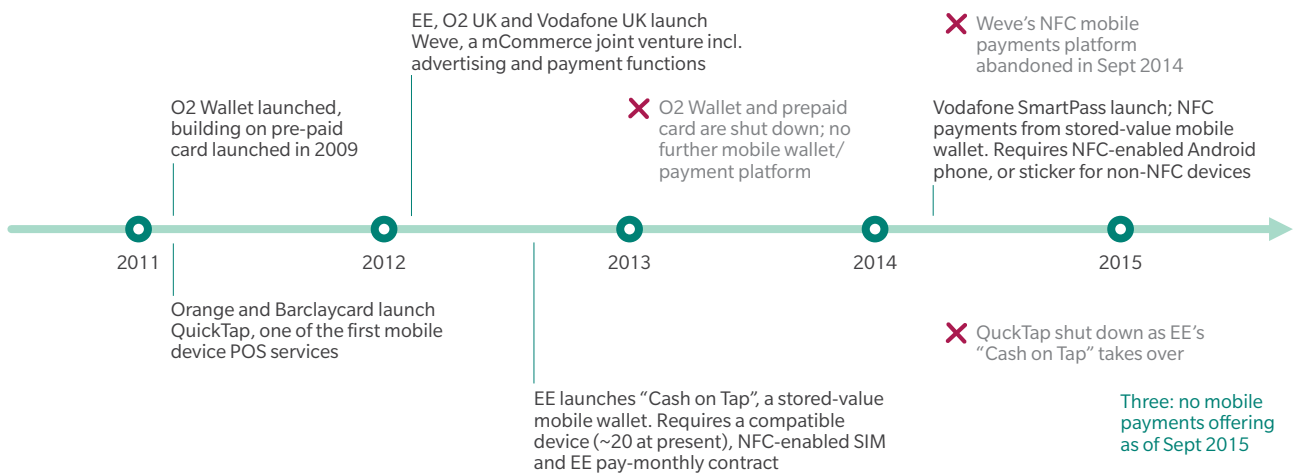 EE, O2 UK and Vodafone UK launch
Weve, a mCommerce joint venture incl.
advertising and payment functions
Weve’s NFC mobile
payments platform
abandoned in Sept 2014
O2 Wallet launched,
building on pre-paid
card launched in 2009
O2 Wallet and prepaid
card are shut down; no
further mobile wallet/
payment platform
Vodafone SmartPass launch; NFC
payments from stored-value mobile
wallet. Requires NFC-enabled Android
phone, or sticker for non-NFC devices
2011
2012
2013
2014
2015
Orange and Barclaycard launch
QuickTap, one of the first mobile
device POS services
QuckTap shut down as EE’s
“Cash on Tap” takes over
EE launches “Cash on Tap”, a stored-value
mobile wallet. Requires a compatible
device (~20 at present), NFC-enabled SIM
and EE pay-monthly contract
Three: no mobile
payments offering
as of Sept 2015